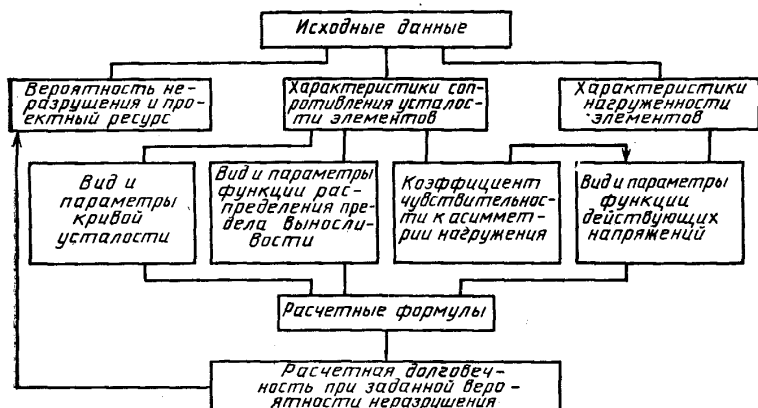 Исходные данные
Вероятность не-
разрушения и про-
ектный ресурс
Характеристики соп-
ротивления усталос-
ти элементов
Характеристики
нагруженности
элементов
Вид и
параметры
кривой
усталости
Вид и параметры
функции рас-
пределения пре-
дела вынос­ли-
вости
Коэффициент
чувствительнос-
ти к асиммет-
рии нагружения
Вид и параметры
функции
действующих
напряжений
Расчетные формулы
Расчетная долговеч-
ность при заданной веро-
ятности неразрушения